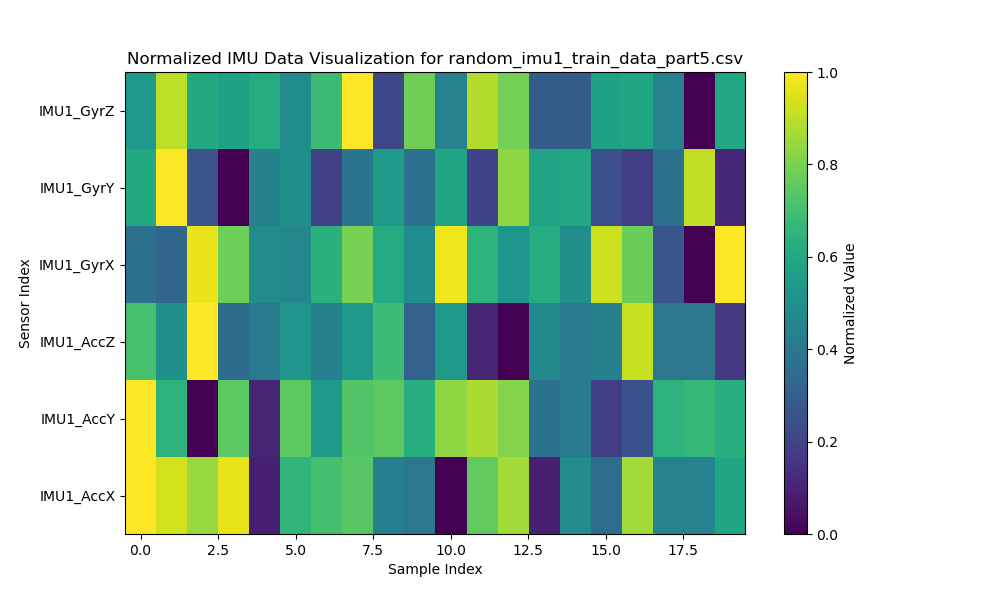 Normalized IMU Data Visualization for random_imu1_train_data_part5.csv
IMU1_GyrZ
IMU1_GyrY
IMU1_GyrX
IMU1_AccZ
IMU1_AccY
IMU1_AccX
Sensor Index
0.0 2.5 5.0 7.5 10.0 12.5 15.0 17.5
Sample Index
1.0
0.8
0.6
0.4
0.2
0.0
Normalized Value